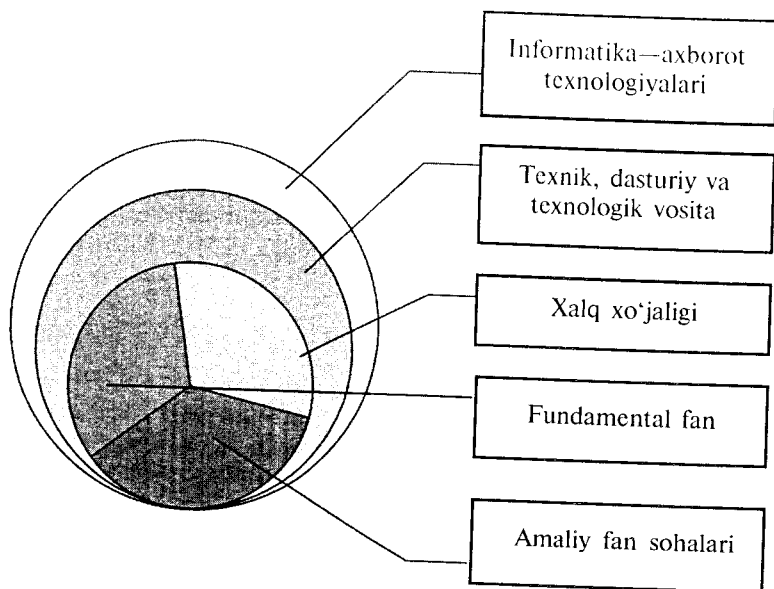 Informatika—axborot
texnologiyalari
Texnik, dasturiy va
texnologik vosita
Xalq xo‘jaligi
Fundamental fan
Amaliy fan sohalari